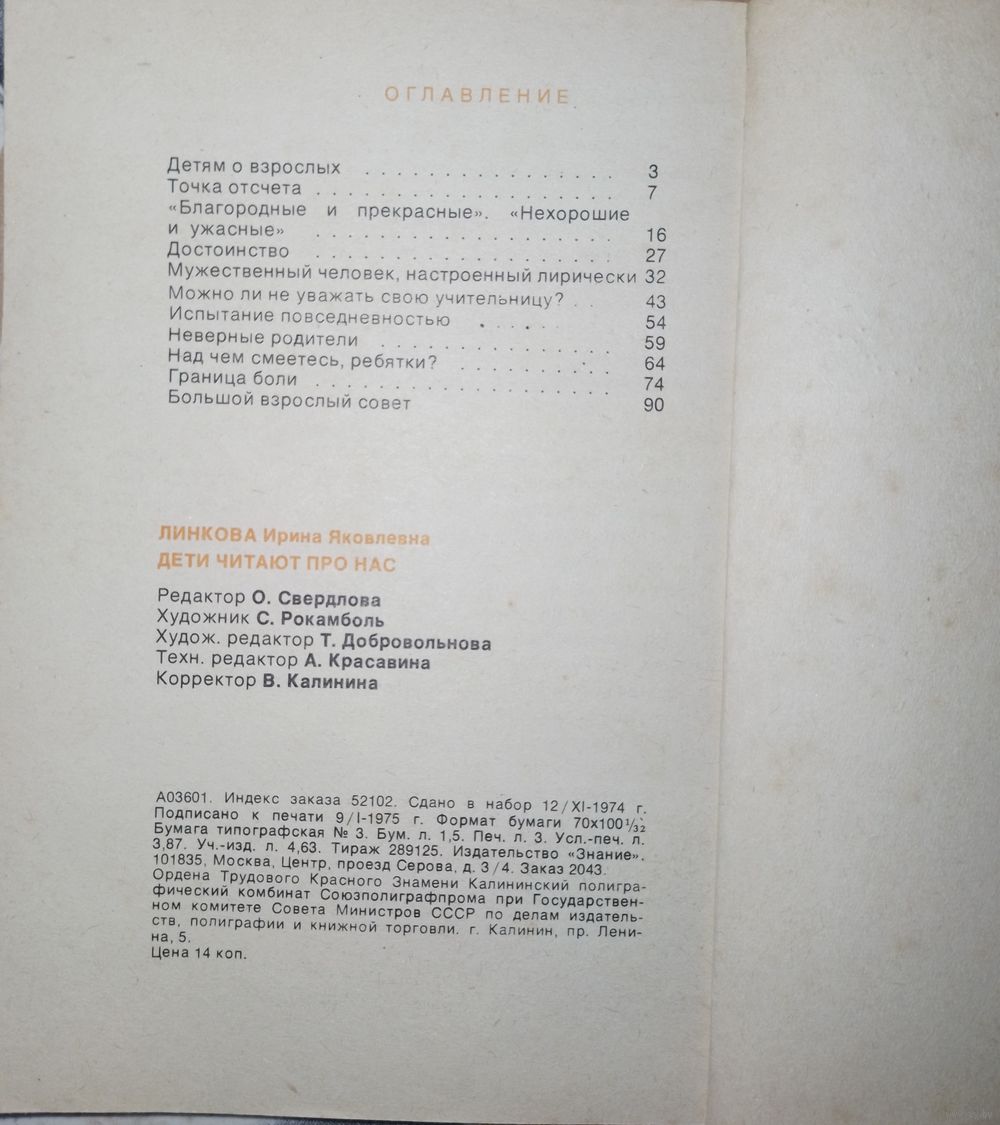 ОГЛАВЛЕНИЕ
Детям о взрослых . . . . . . . . . . . . . . . . 3
Точка отсчета . . . . . . . . . . . . . . . . . . . 7
«Благородные и прекрасные». «Нехорошие
и ужасные» . . . . . . . . . . . . . . . . . . . 16
Достоинство . . . . . . . . . . . . . . . . . . . 27
Мужественный человек, настроенный лирически 32
Можно ли не уважать свою учительницу? . . 43
Испытание повседневностью . . . . 54
Неверные родители . . . . . . . . . . . . . . . 59
Над чем смеетесь, ребятки? . . . . . . . . . . 64
Граница боли . . . . . . . . . . . . . . . . . . . 74
Большой взрослый совет 90
ЛИНКОВА Ирина Яковлевна
ДЕТИ ЧИТАЮТ ПРО НАС
Редактор О. Свердлова
Художник С. Рокамболь
Худож. редактор Т. Добровольнова
Техн. редактор А. Красавина
Корректор В. Калинина
А03601. Индекс заказа 52102. Сдано в набор 12/XI-1974 г.
Подписано к печати 9/I-1975 г. Формат бумаги 70х100 1/32
Бумага типографская № 3. Бум. л. 1,5. Печ. л. 3. Усл.-печ. л.
3,87. Уч.-изд. л. 4,63. Тираж 289125. Издательство «Знание».
101835, Москва, Центр, проезд Серова, д. 3/4. Заказ 2043.
Ордена Трудового Красного Знамени Калининский полигра-
фический комбинат Союзполиграфпрома при Государствен-
ном комитете Совета Министров СССР по делам издатель-
ств, полиграфии и книжной торговли. г. Калинин, пр. Лени-
на, 5.
Цена 14 коп.